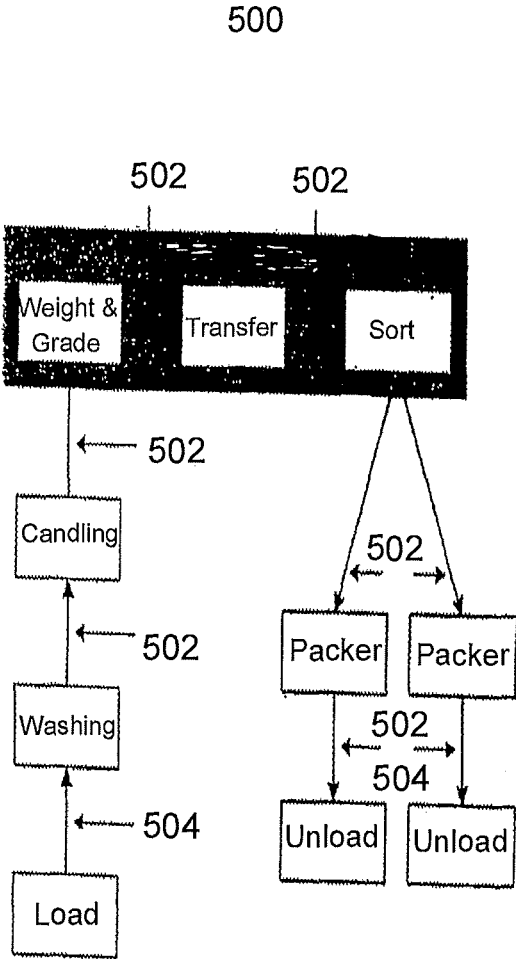 500
502
502
Weight &
Grade
Transfer
Sort
502
Candling
502
502
Packer
Packer
Washing
502
504
504
Unload
Unload
Load